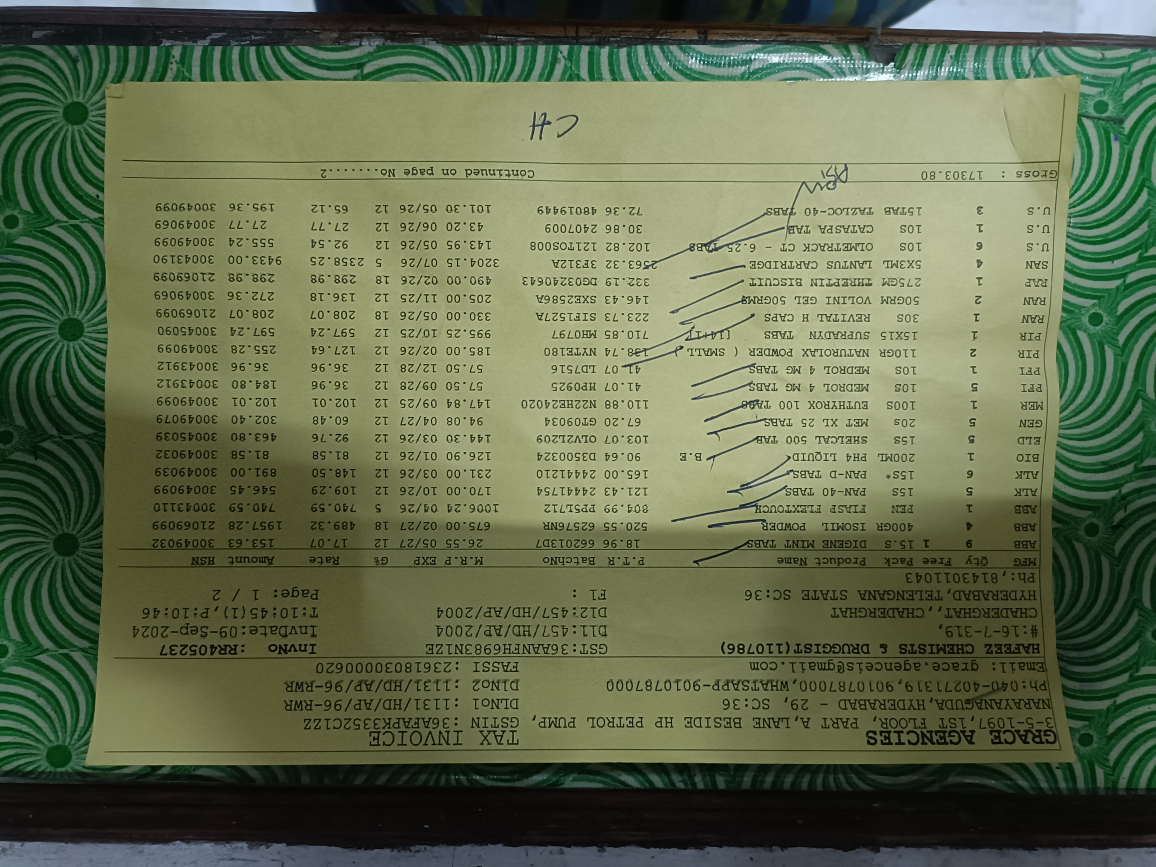 GRACE AGENCIES TAX INVOICE
3-5-1097,1ST FLOOR, PART A,LANE BESIDE HP PETROL PUMP, GSTIN :36AFAPK3352C1ZZ
NARAYANAGUDA,HYDERABAD - 29, SC:36 DLNO1 :1131/HD/AP/96-RWR
Ph:040-40271319,9010787000,WHATSAPP-9010787000 DLNO2 :1131/HD/AP/96-RWR
Email: grace.agenceis@gmail.com FASSI :23618030000620
HAFEEZ CHEMISTS & DRUGGIST(110786) GST:36AANFH6983N1ZE InvNo :RR405237
#:16-7-319, D11:457/HD/AP/2004 InvDate:09-Sep-2024
CHADERGHAT,,CHADERGHAT D12:457/HD/AP/2004 T:10:45(1),P:10:46
HYDERABAD,TELENGANA STATE SC:36 F1 : Page: 1 / 2
Ph:,8143011043
MFG Qty Free Pack Product Name P.T.R BatchNo M.R.P EXP G% Rate Amount HSN
ABB 9 1 15.S DIGENE MINT TABS 18.96 662013D7 26.55 05/27 12 17.07 153.63 30049032
ABB 4 400GR ISOMIL POWDER 520.55 62576NR 675.00 02/27 18 489.32 1957.28 21069099
ABB 1 PEN FIASP FLEXTOUCH 804.99 PP5L712 1006.24 04/26 5 740.59 740.59 30043110
ALK 5 15S PAN-40 TABS 121.43 24441754 170.00 10/26 12 109.29 546.45 30049099
ALK 6 *15S* PAN-D-TABS 165.00 24441210 231.00 03/26 12 148.50 891.00 30049039
BIO 1 200ML PH4 LIQUID B.E 90.64 DS00324 126.90 01/26 12 81.58 81.58 30049032
ELD 5 15S SHELCAL 500 TAB 103.07 OLV21209 144.30 03/26 12 92.76 463.80 30045039
GEN 5 20s MET XL 25 TABS 67.20 GTO9034 94.08 04/27 12 60.48 302.40 30049079
MER 1 100S EUTHYROX 100 TABS 110.88 N22HE24020 147.84 09/25 12 102.01 102.01 30049099
PFI 5 10S MEDROL 4 MG TABS 41.07 HP0925 57.50 09/28 12 36.96 184.80 30043912
PFI 1 10S MEDROL 4 MG TABS 41.07 LD7516 57.50 12/28 12 36.96 36.96 30043912
PIR 2 110GR NATUROLAX POWDER ( SMALL ) 138.74 NYTE180 185.00 02/26 12 127.64 255.28 30049099
PIR 1 15X15 SUPRADYN TABS [14+1] 710.85 MHO797 995.25 10/25 12 597.24 597.24 30045090
RAN 1 30S REVITAL H CAPS 223.73 SIF1527A 330.00 05/26 18 208.07 208.07 21069099
RAN 2 50GRM VOLINI GEL 50GRMS 146.43 SXE2586A 205.00 11/25 12 136.18 272.36 30049069
RAP 1 275GM THREPTIN BISCUIT 332.19 DG03240643 490.00 02/26 18 298.98 298.98 21069099
SAN 4 5X3ML LANTUS CARTRIDGE 2563.32 3F312A 3204.15 07/26 5 2358.25 9433.00 30043190
U.S 6 10S OLMETRACK CT - 6.25 TABS 102.82 121CTO008 143.95 05/26 12 92.54 555.24 30049099
U.S 1 10S CATASPA TAB 30.86 2407009 43.20 06/26 12 27.77 27.77 30049069
U.S 3 15TAB TAZLOC-40 TABS 72.36 48019449 101.30 05/26 12 65.12 195.36 30049099
Gross : 17303.80 Continued on page No.......2
CH